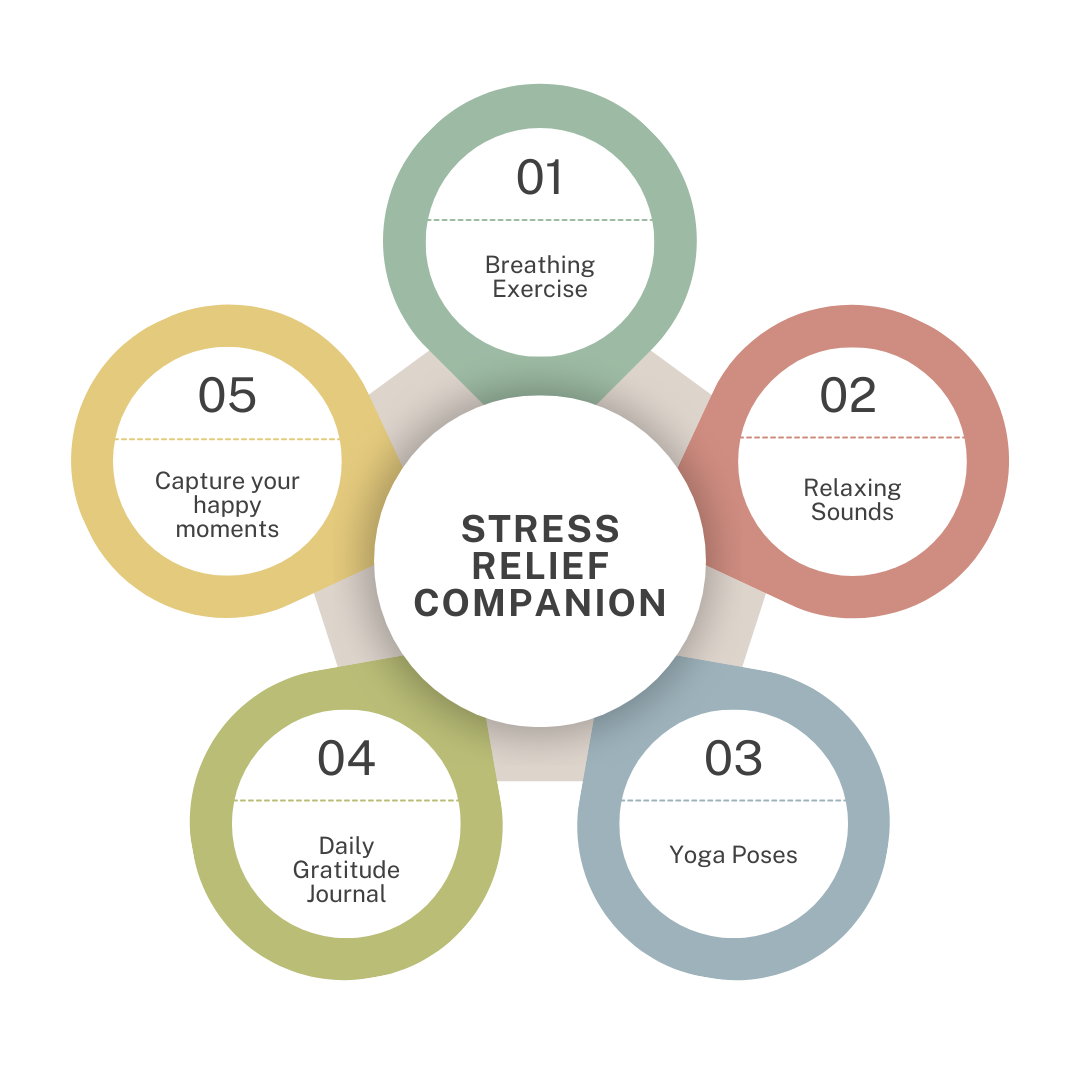 01
Breathing
Exercise
02
Relaxing
Sounds
03
Yoga Poses
04
Daily
Gratitude
Journal
05
Capture your
happy
moments
STRESS
RELIEF
COMPANION